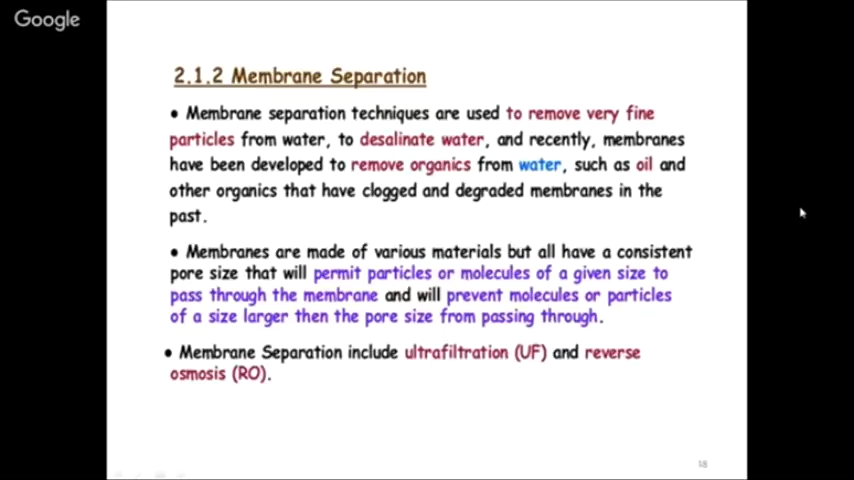 Google
2.1.2 Membrane Separation
• Membrane separation techniques are used to remove very fine
particles from water, to desalinate water, and recently, membranes
have been developed to remove organics from water, such as oil and
other organics that have clogged and degraded membranes in the
past.
• Membranes are made of various materials but all have a consistent
pore size that will permit particles or molecules of a given size to
pass through the membrane and will prevent molecules or particles
of a size larger then the pore size from passing through.
• Membrane Separation include ultrafiltration (UF) and reverse
osmosis (RO).
18